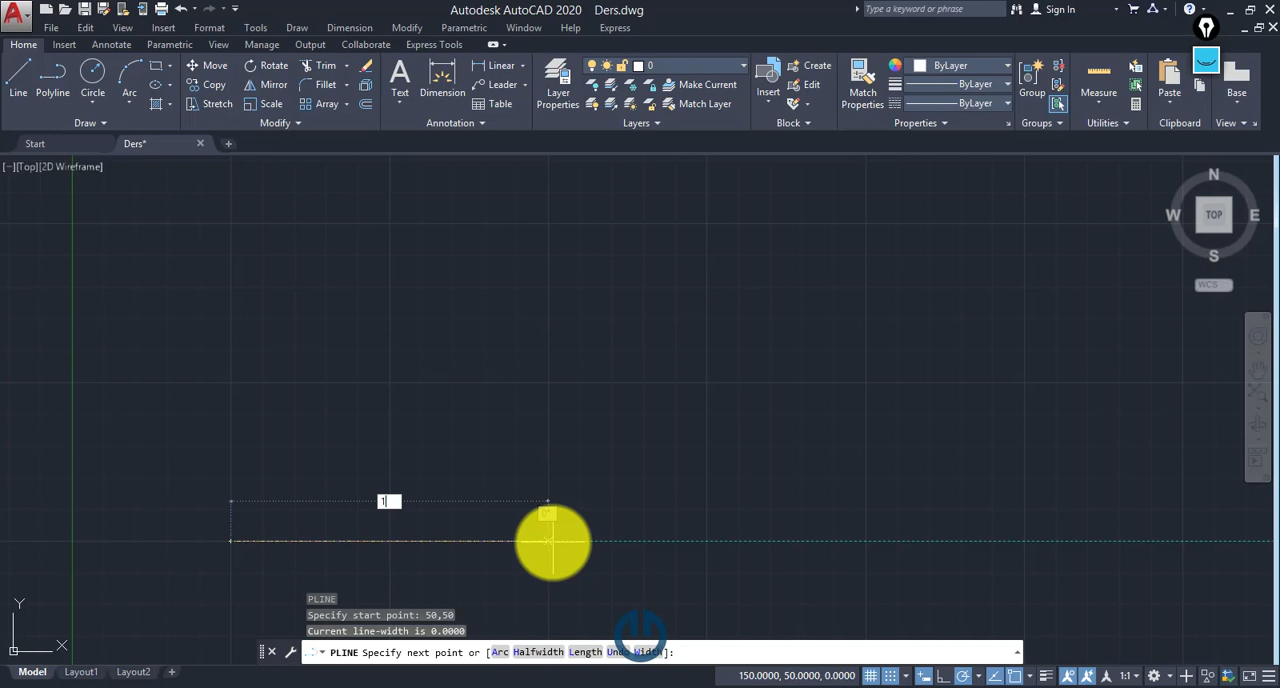 A Autodesk AutoCAD 2020 Ders.dwg Type a keyword or phrase Sign In
File Edit View Insert Format Tools Draw Dimension Modify Parametric Window Help Express
Home Insert Annotate Parametric View Manage Output Collaborate Express Tools
Line Polyline Circle Arc Move Rotate Trim Text Dimension Linear Layer Properties 0 Insert Create Match Properties ByLayer Group Measure Paste Base
Copy Mirror Fillet Leader Make Current Edit ByLayer
Stretch Scale Array Table Match Layer ByLayer
Draw Modify Annotation Layers Block Properties Groups Utilities Clipboard View
Start Ders*
[−][Top][2D Wireframe]
N
W TOP E
S
WCS
1
Y
X
PLINE
Specify start point: 50,50
Current line-width is 0.0000
PLINE Specify next point or [Arc Halfwidth Length Undo Width]:
Model Layout1 Layout2 + 150.0000, 50.0000, 0.0000 MODEL 1:1